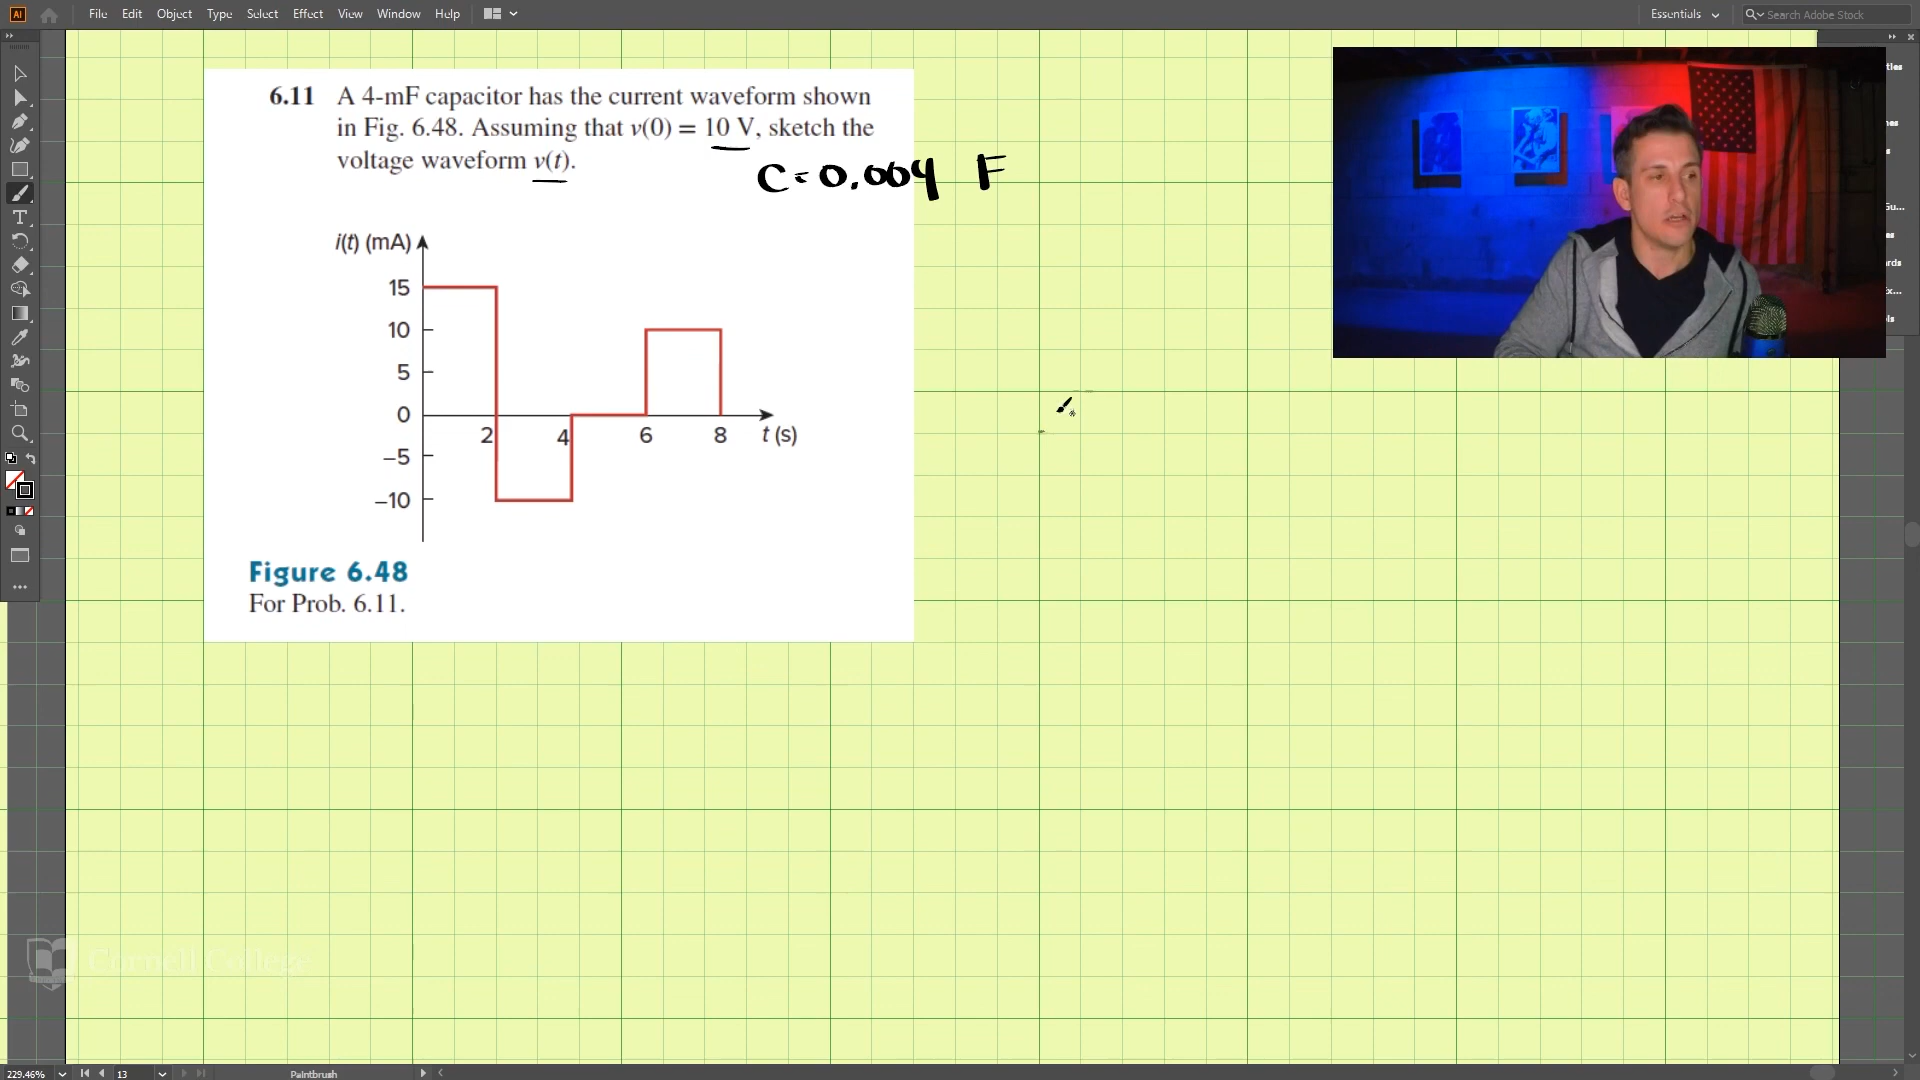 Ai File Edit Object Type Select Effect View Window Help
Essentials
Search Adobe Stock
6.11 A 4-mF capacitor has the current waveform shown
in Fig. 6.48. Assuming that v(0) = 10 V, sketch the
voltage waveform v(t).
C=0.004 F
i(t) (mA)
15
10
5
0
−5
−10
2 4 6 8 t (s)
Figure 6.48
For Prob. 6.11.
Cornell College
229.46% 13 Paintbrush